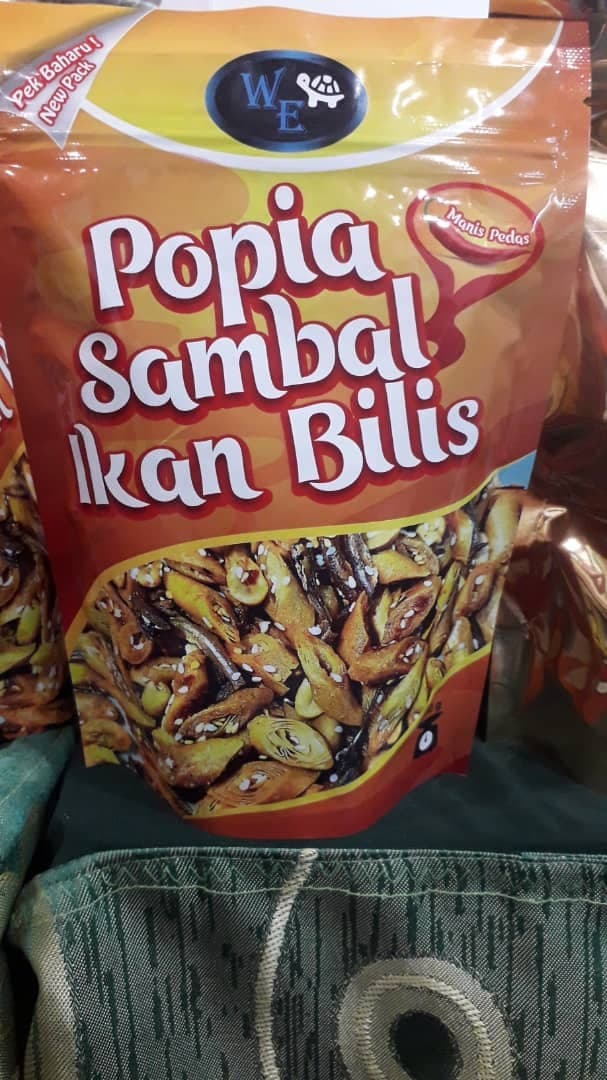 Pek Baharu !
New Pack
WE
Popia
Manis Pedas
Sambal
Ikan Bilis